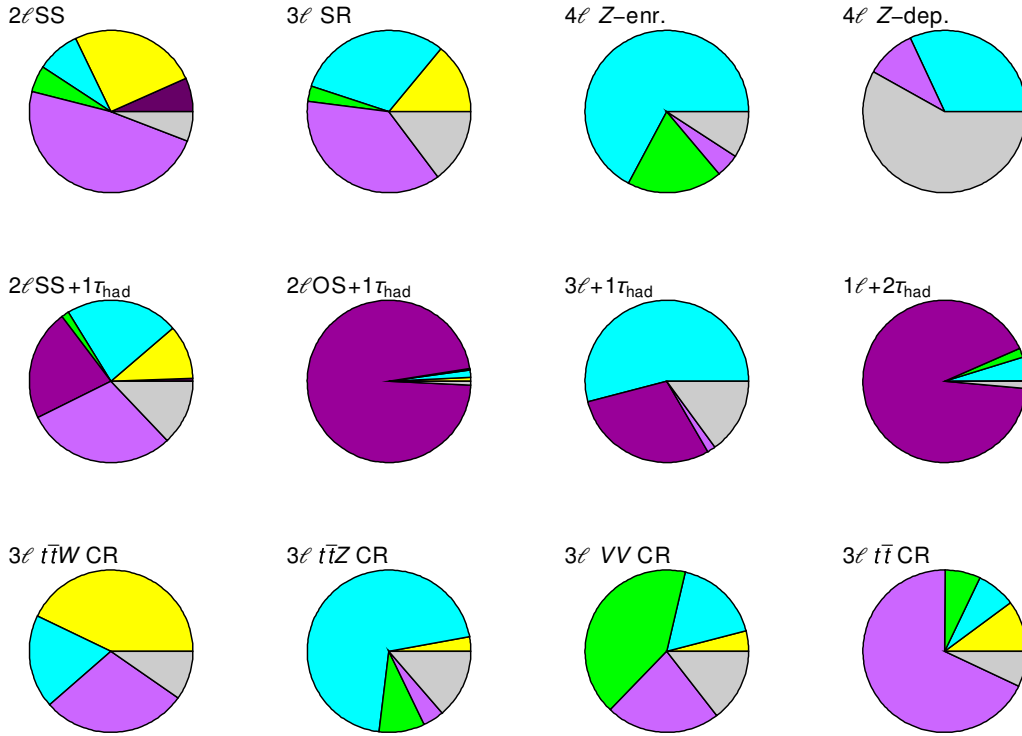 2ℓSS
3ℓ SR
4ℓ Z−enr.
4ℓ Z−dep.
2ℓSS+1τhad
2ℓOS+1τhad
3ℓ+1τhad
1ℓ+2τhad
3ℓ tt̄W CR
3ℓ tt̄Z CR
3ℓ VV CR
3ℓ tt̄ CR